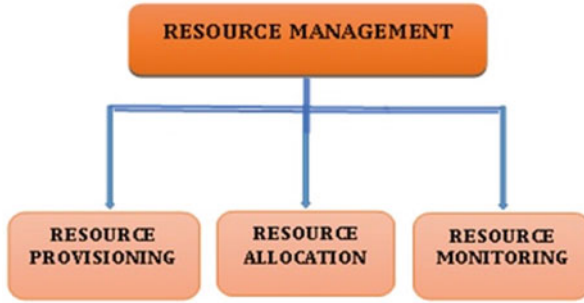 RESOURCE MANAGEMENT
RESOURCE
PROVISIONING
RESOURCE
ALLOCATION
RESOURCE
MONITORING